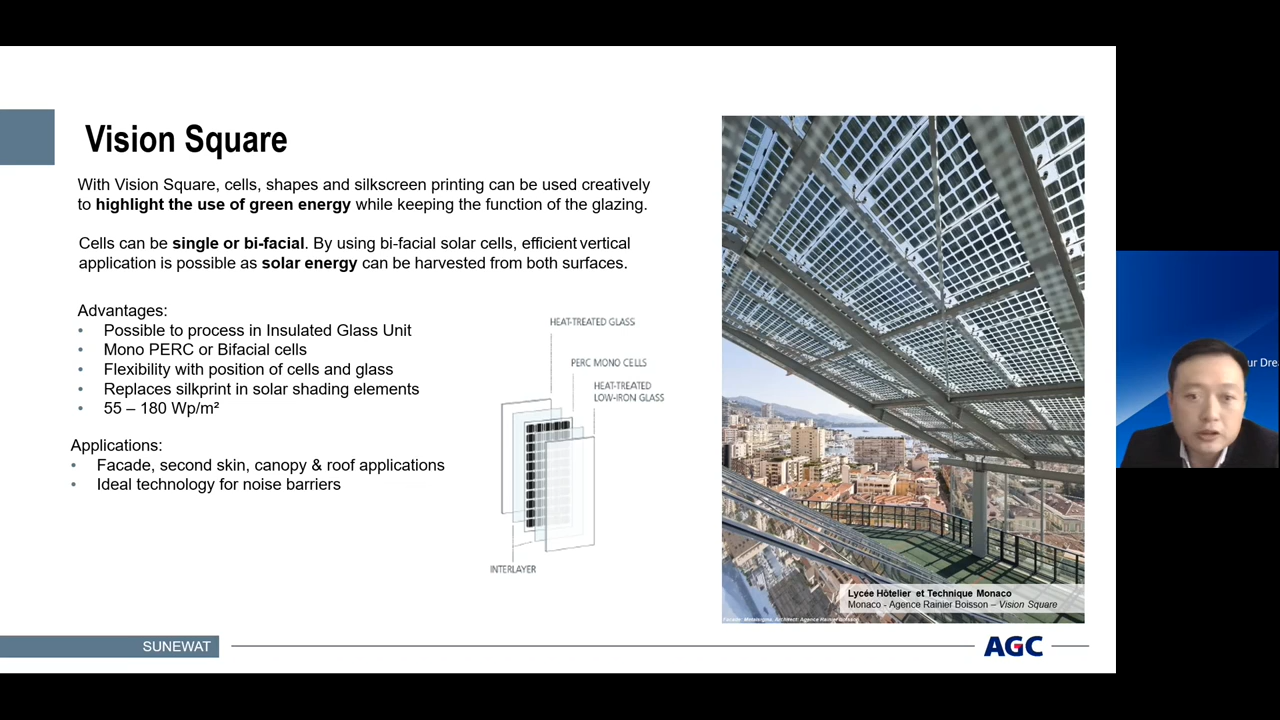 Vision Square
With Vision Square, cells, shapes and silkscreen printing can be used creatively
to highlight the use of green energy while keeping the function of the glazing.
Cells can be single or bi-facial. By using bi-facial solar cells, efficient vertical
application is possible as solar energy can be harvested from both surfaces.
Advantages:
• Possible to process in Insulated Glass Unit
• Mono PERC or Bifacial cells
• Flexibility with position of cells and glass
• Replaces silkprint in solar shading elements
• 55 – 180 Wp/m²
Applications:
• Facade, second skin, canopy & roof applications
• Ideal technology for noise barriers
HEAT-TREATED GLASS
PERC MONO CELLS
HEAT-TREATED
LOW-IRON GLASS
INTERLAYER
Lycée Hôtelier et Technique Monaco
Monaco - Agence Rainier Boisson – Vision Square
Architect: Agence Rainier Boisson
ur Dre
SUNEWAT
AGC